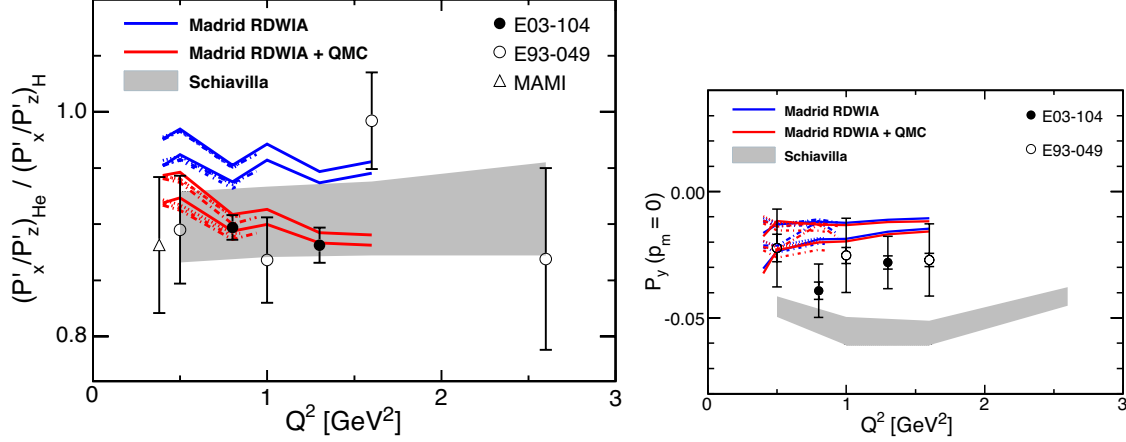 1.0
0.8
0
1
2
3
(P'x/P'z)He / (P'x/P'z)H
Q² [GeV²]
Madrid RDWIA
Madrid RDWIA + QMC
Schiavilla
E03-104
E93-049
MAMI
0.00
-0.05
0
1
2
3
Py (pm = 0)
Q² [GeV²]
Madrid RDWIA
Madrid RDWIA + QMC
Schiavilla
E03-104
E93-049